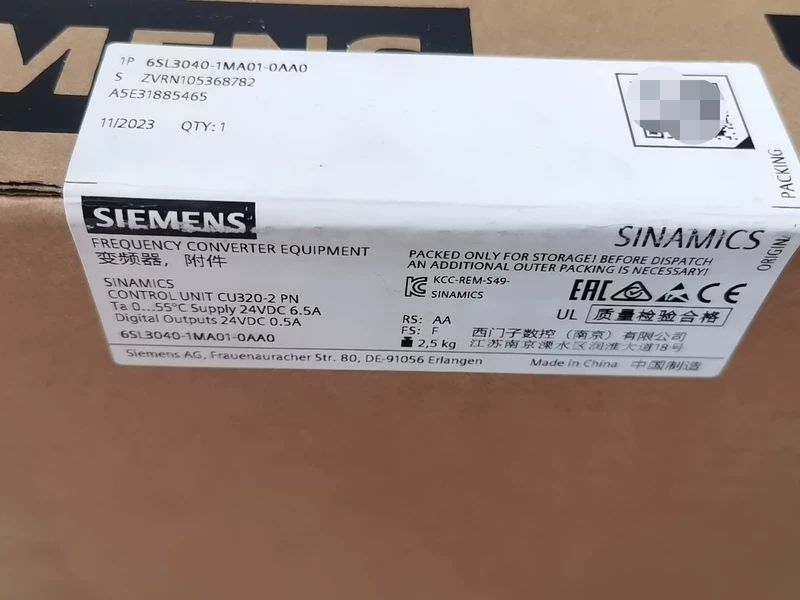 SIEMENS
1P 6SL3040-1MA01-0AA0
S ZVRN105368782
A5E31885465
11/2023 QTY: 1
PACKING
ORIGIN
SIEMENS
SINAMICS
FREQUENCY CONVERTER EQUIPMENT
变频器，附件
PACKED ONLY FOR STORAGE! BEFORE DISPATCH
AN ADDITIONAL OUTER PACKING IS NECESSARY!
SINAMICS
CONTROL UNIT CU320-2 PN
Ta 0...55°C Supply 24VDC 6.5A
Digital Outputs 24VDC 0.5A
6SL3040-1MA01-0AA0
KCC-REM-S49-
SINAMICS
EAC CE
UL 质量检验合格
RS: AA
FS: F
2,5 kg
西门子数控（南京）有限公司
江苏南京溧水区润淮大道18号
Siemens AG, Frauenauracher Str. 80, DE-91056 Erlangen
Made in China 中国制造